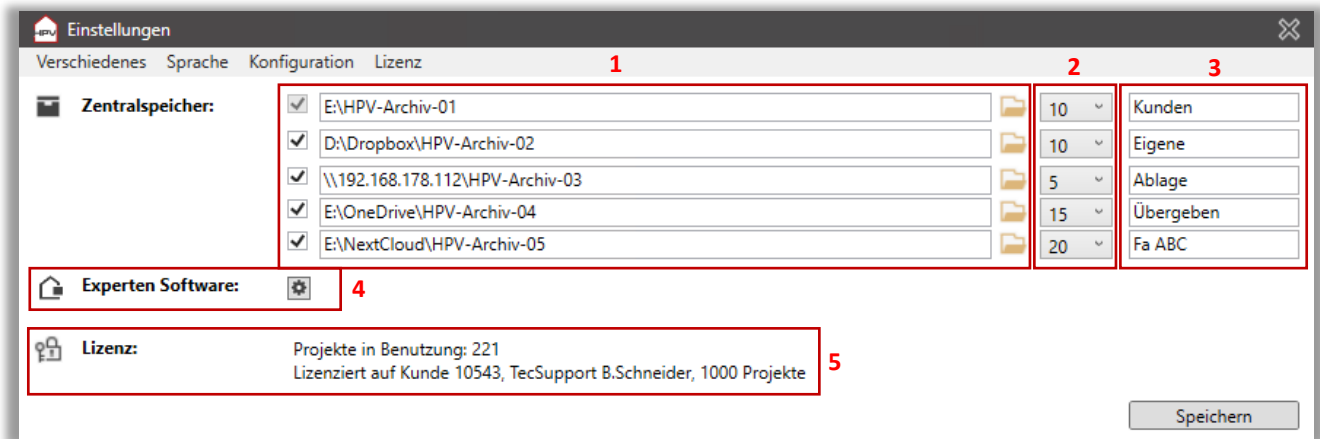 HPV Einstellungen
Verschiedenes Sprache Konfiguration Lizenz
1 2 3
Zentralspeicher: E:\HPV-Archiv-01 10 Kunden
D:\Dropbox\HPV-Archiv-02 10 Eigene
\\192.168.178.112\HPV-Archiv-03 5 Ablage
E:\OneDrive\HPV-Archiv-04 15 Übergeben
E:\NextCloud\HPV-Archiv-05 20 Fa ABC
Experten Software: 4
Lizenz: Projekte in Benutzung: 221
5
Lizenziert auf Kunde 10543, TecSupport B.Schneider, 1000 Projekte
Speichern